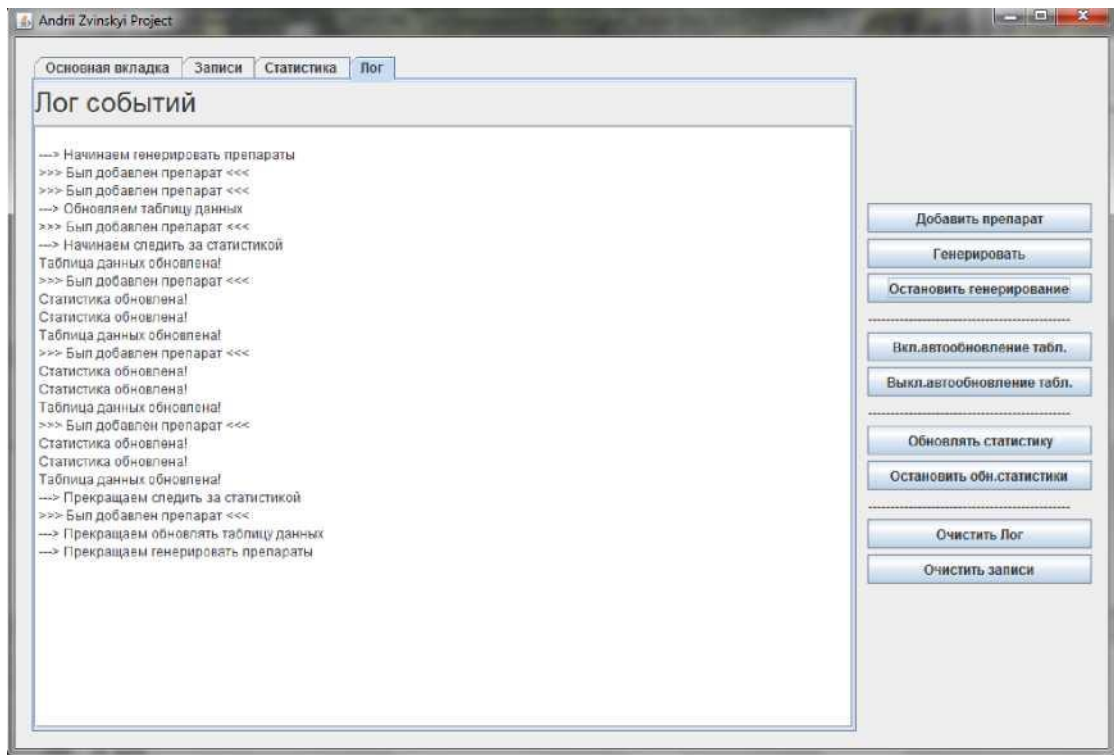 Andrii Zvinskyi Project
Основная вкладка Записи Статистика Лог
Лог событий
---> Начинаем генерировать препараты
>>> Был добавлен препарат <<<
>>> Был добавлен препарат <<<
---> Обновляем таблицу данных
>>> Был добавлен препарат <<<
---> Начинаем следить за статистикой
Таблица данных обновлена!
>>> Был добавлен препарат <<<
Статистика обновлена!
Статистика обновлена!
Таблица данных обновлена!
>>> Был добавлен препарат <<<
Статистика обновлена!
Статистика обновлена!
Таблица данных обновлена!
>>> Был добавлен препарат <<<
Статистика обновлена!
Статистика обновлена!
Таблица данных обновлена!
---> Прекращаем следить за статистикой
>>> Был добавлен препарат <<<
---> Прекращаем обновлять таблицу данных
---> Прекращаем генерировать препараты
Добавить препарат
Генерировать
Остановить генерирование
Вкл.автообновление табл.
Выкл.автообновление табл.
Обновлять статистику
Остановить обн.статистики
Очистить Лог
Очистить записи